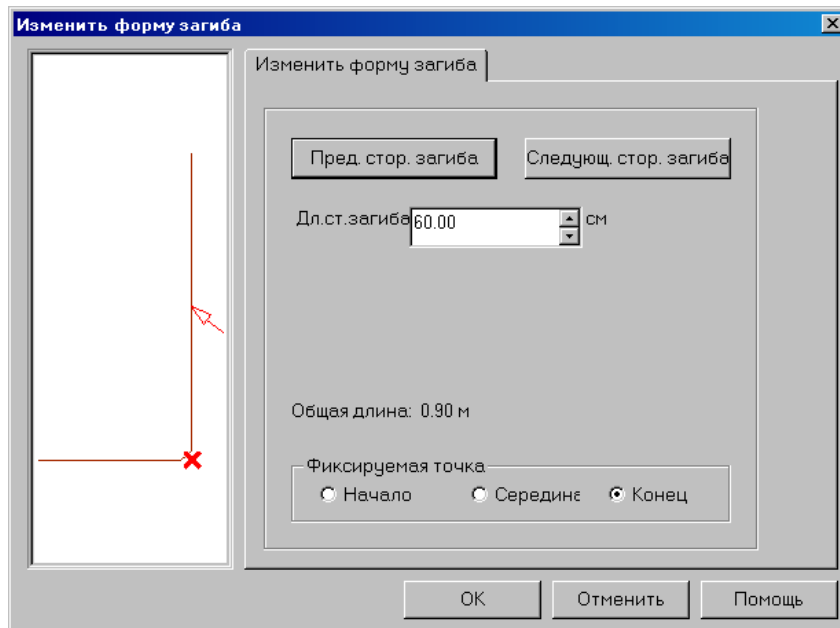 Изменить форму загиба
Изменить форму загиба
Пред. стор. загиба
Следующ. стор. загиба
Дл.ст.загиба 60.00 см
Общая длина: 0.90 м
Фиксируемая точка
Начало Середина Конец
OK Отменить Помощь